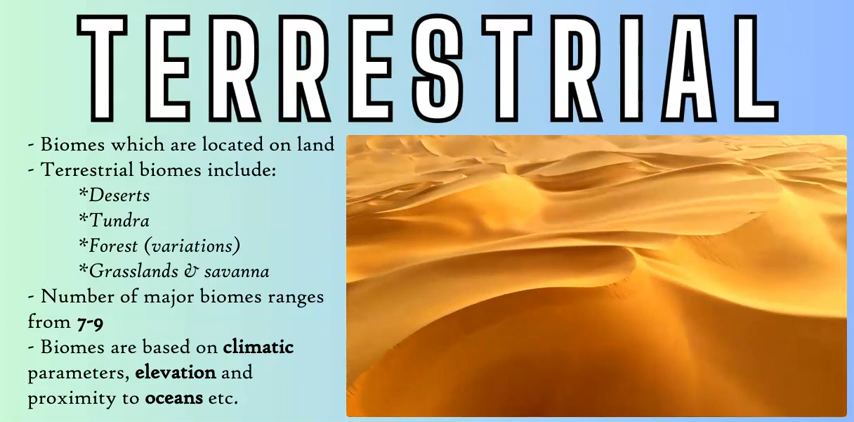 TERRESTRIAL
- Biomes which are located on land
- Terrestrial biomes include:
*Deserts
*Tundra
*Forest (variations)
*Grasslands & savanna
- Number of major biomes ranges
from 7-9
- Biomes are based on climatic
parameters, elevation and
proximity to oceans etc.